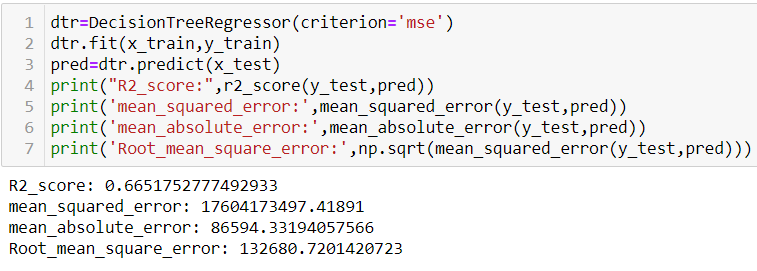 1 dtr=DecisionTreeRegressor(criterion='mse')
2 dtr.fit(x_train,y_train)
3 pred=dtr.predict(x_test)
4 print("R2_score:",r2_score(y_test,pred))
5 print('mean_squared_error:',mean_squared_error(y_test,pred))
6 print('mean_absolute_error:',mean_absolute_error(y_test,pred))
7 print('Root_mean_square_error:',np.sqrt(mean_squared_error(y_test,pred)))
R2_score: 0.6651752777492933
mean_squared_error: 17604173497.41891
mean_absolute_error: 86594.33194057566
Root_mean_square_error: 132680.7201420723